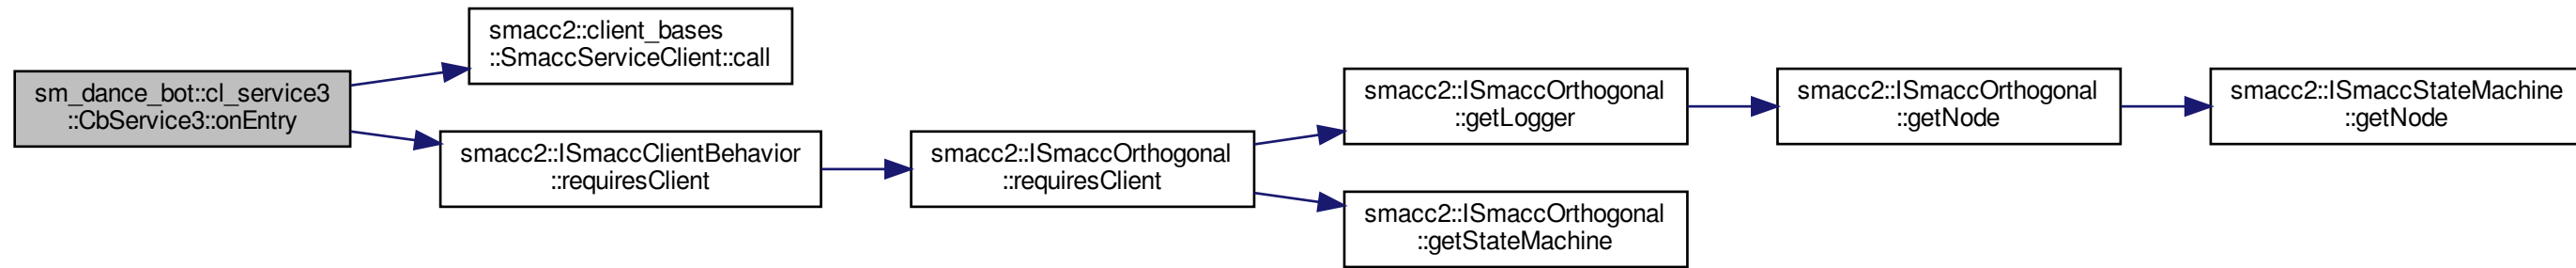 sm_dance_bot::cl_service3
::CbService3::onEntry
smacc2::client_bases
::SmaccServiceClient::call
smacc2::ISmaccClientBehavior
::requiresClient
smacc2::ISmaccOrthogonal
::requiresClient
smacc2::ISmaccOrthogonal
::getLogger
smacc2::ISmaccOrthogonal
::getNode
smacc2::ISmaccStateMachine
::getNode
smacc2::ISmaccOrthogonal
::getStateMachine